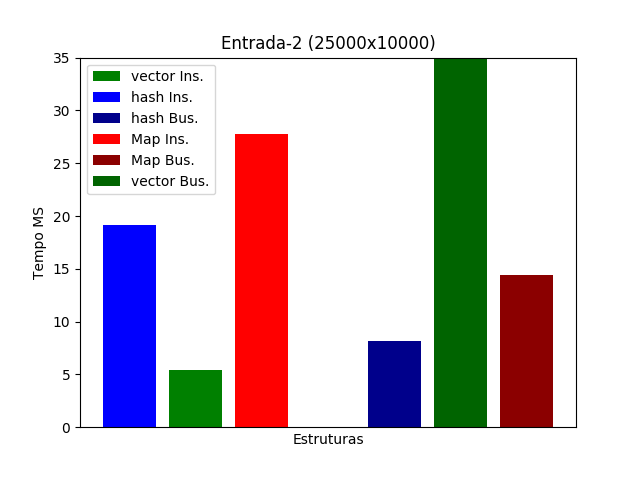 Entrada-2 (25000x10000)
35
30
25
20
15
10
5
0
Tempo MS
vector Ins.
hash Ins.
hash Bus.
Map Ins.
Map Bus.
vector Bus.
Estruturas